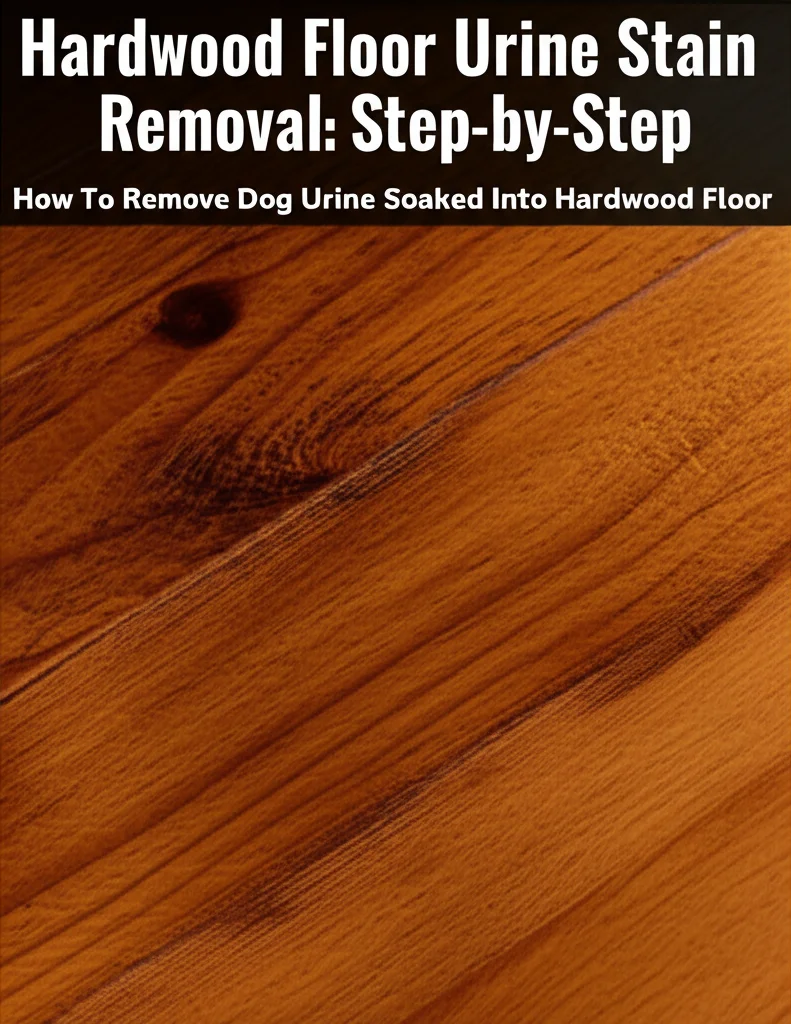 Hardwood Floor Urine Stain
Removal: Step-by-Step
How To Remove Dog Urine Soaked Into Hardwood Floor